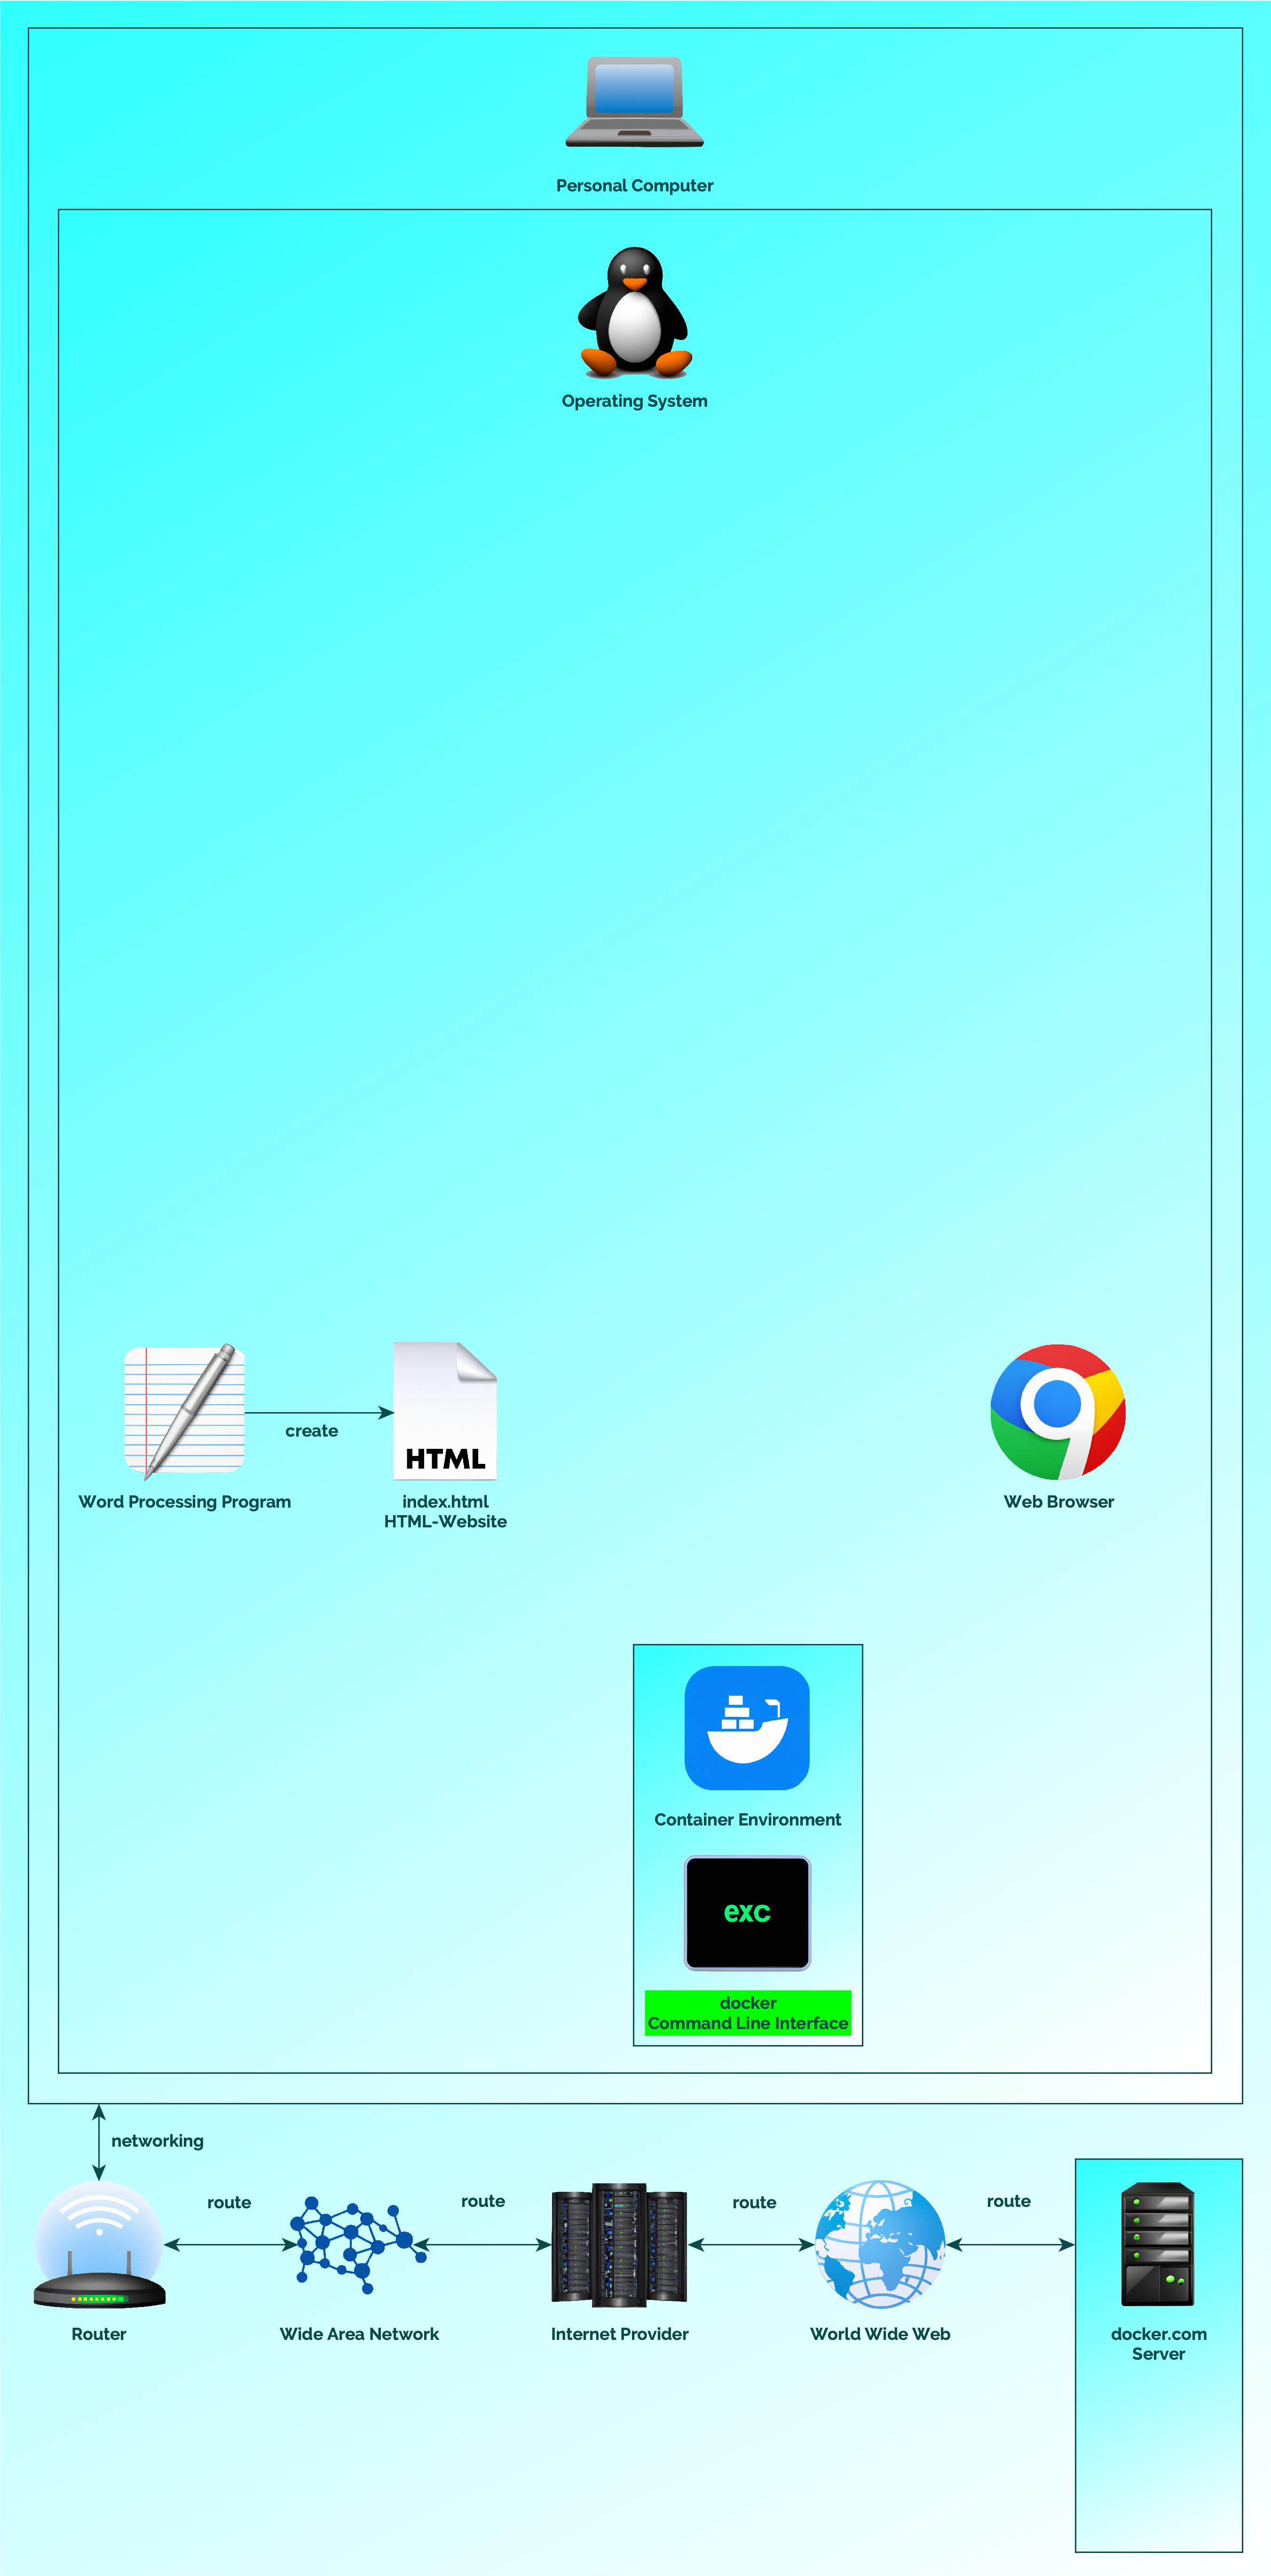 Personal Computer
Operating System
create
HTML
Word Processing Program
index.html
HTML-Website
Web Browser
Container Environment
exc
docker
Command Line Interface
networking
route
route
route
route
Router
Wide Area Network
Internet Provider
World Wide Web
docker.com
Server